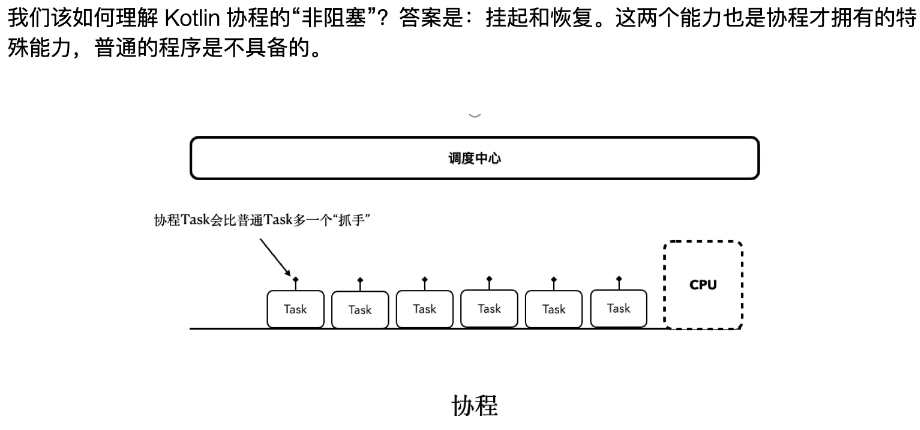 我们该如何理解 Kotlin 协程的“非阻塞”？答案是：挂起和恢复。这两个能力也是协程才拥有的特
殊能力，普通的程序是不具备的。
调度中心
协程Task会比普通Task多一个“抓手”
CPU
Task Task Task Task Task Task
协程